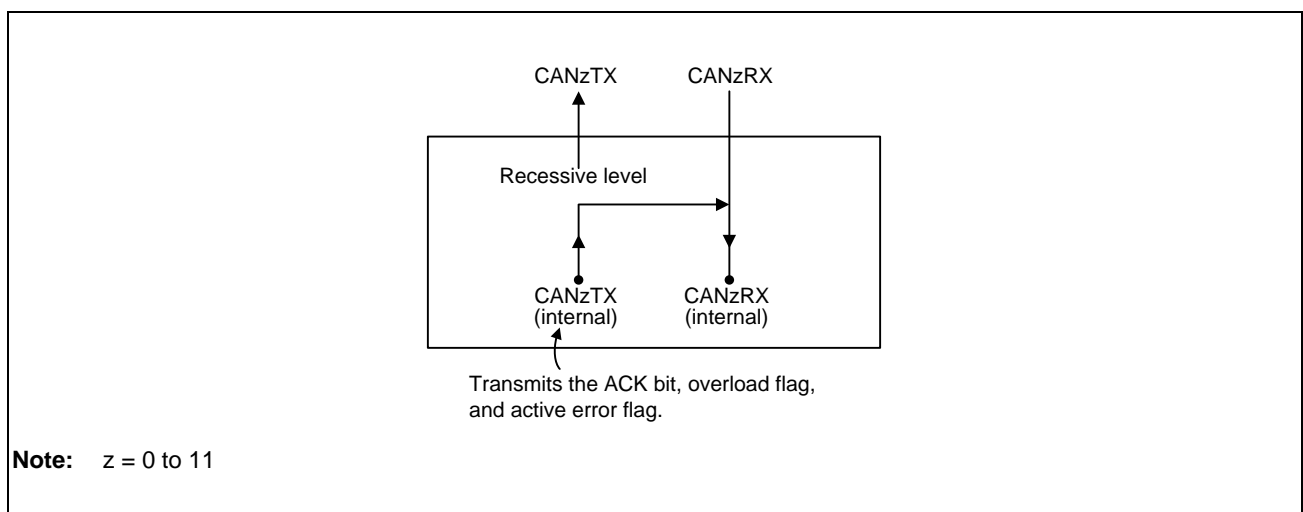 CANzTX CANzRX
Recessive level
CANzTX CANzRX
(internal) (internal)
Transmits the ACK bit, overload flag,
and active error flag.
Note: z = 0 to 11